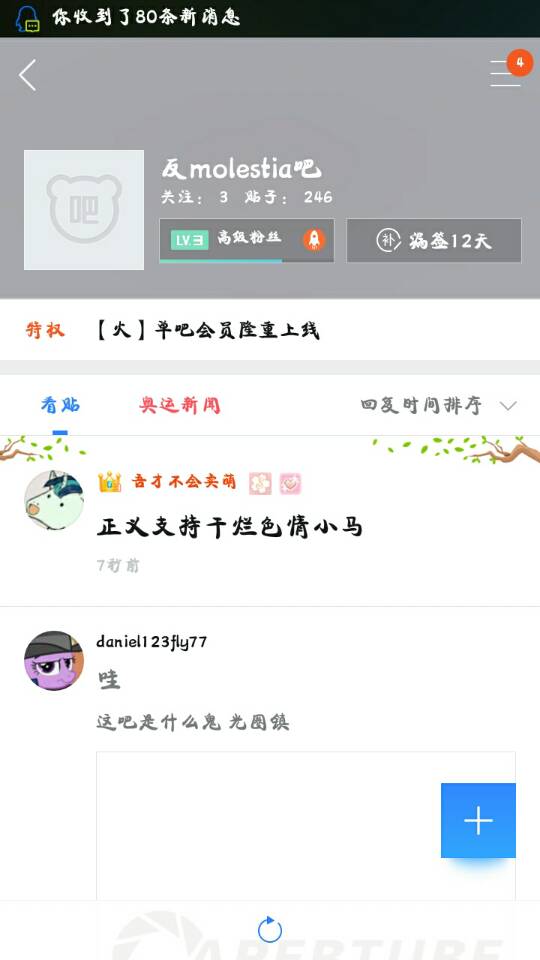 你收到了80条新消息
4
吧
反molestia吧
关注： 3 贴子： 246
LV.3 高级粉丝
补 漏签12天
特权 【火】单吧会员隆重上线
看贴 奥运新闻 回复时间排序
吾才不会卖萌
正义支持干烂色情小马
7秒前
daniel123fly77
哇
这吧是什么鬼 光图镇
APERTURE